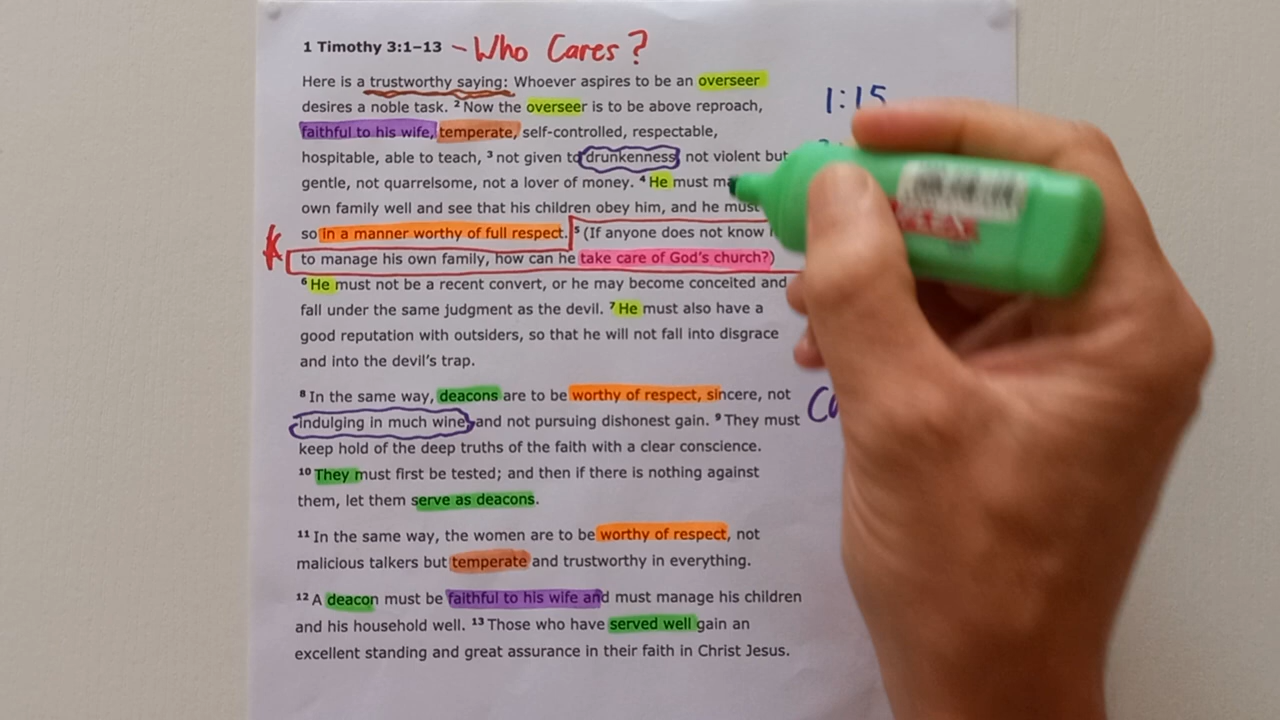 1 Timothy 3:1–13 - Who Cares?
Here is a trustworthy saying: Whoever aspires to be an overseer
desires a noble task. 2 Now the overseer is to be above reproach,
faithful to his wife, temperate, self-controlled, respectable,
hospitable, able to teach, 3 not given to drunkenness, not violent but
gentle, not quarrelsome, not a lover of money. 4 He must
own family well and see that his children obey him, and he must
so in a manner worthy of full respect. 5 (If anyone does not know
to manage his own family, how can he take care of God's church?)
6 He must not be a recent convert, or he may become conceited and
fall under the same judgment as the devil. 7 He must also have a
good reputation with outsiders, so that he will not fall into disgrace
and into the devil's trap.
8 In the same way, deacons are to be worthy of respect, sincere, not
indulging in much wine, and not pursuing dishonest gain. 9 They must
keep hold of the deep truths of the faith with a clear conscience.
10 They must first be tested; and then if there is nothing against
them, let them serve as deacons.
11 In the same way, the women are to be worthy of respect, not
malicious talkers but temperate and trustworthy in everything.
12 A deacon must be faithful to his wife and must manage his children
and his household well. 13 Those who have served well gain an
excellent standing and great assurance in their faith in Christ Jesus.
1:15